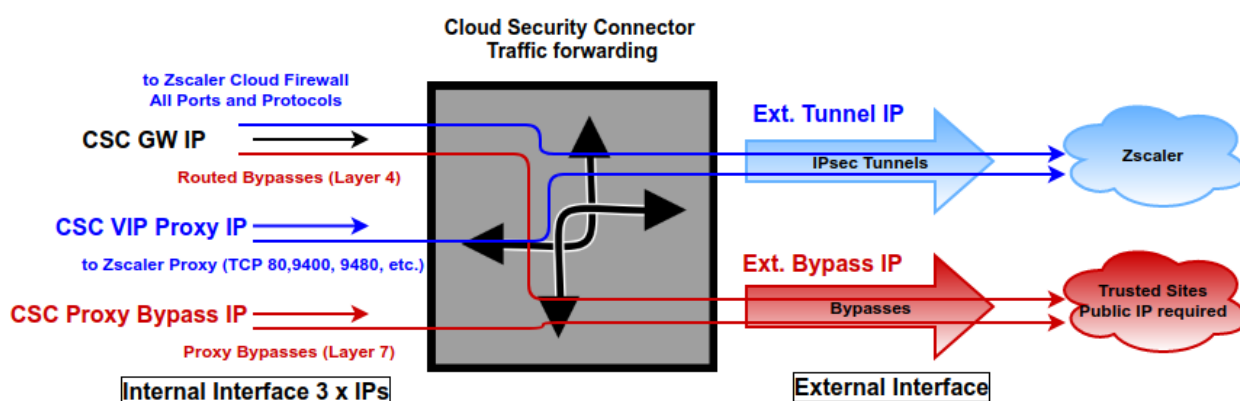 Cloud Security Connector
Traffic forwarding
to Zscaler Cloud Firewall
All Ports and Protocols
CSC GW IP
Routed Bypasses (Layer 4)
CSC VIP Proxy IP
to Zscaler Proxy (TCP 80,9400, 9480, etc.)
CSC Proxy Bypass IP
Proxy Bypasses (Layer 7)
Internal Interface 3 x IPs
Ext. Tunnel IP
IPsec Tunnels
Zscaler
Ext. Bypass IP
Bypasses
Trusted Sites
Public IP required
External Interface